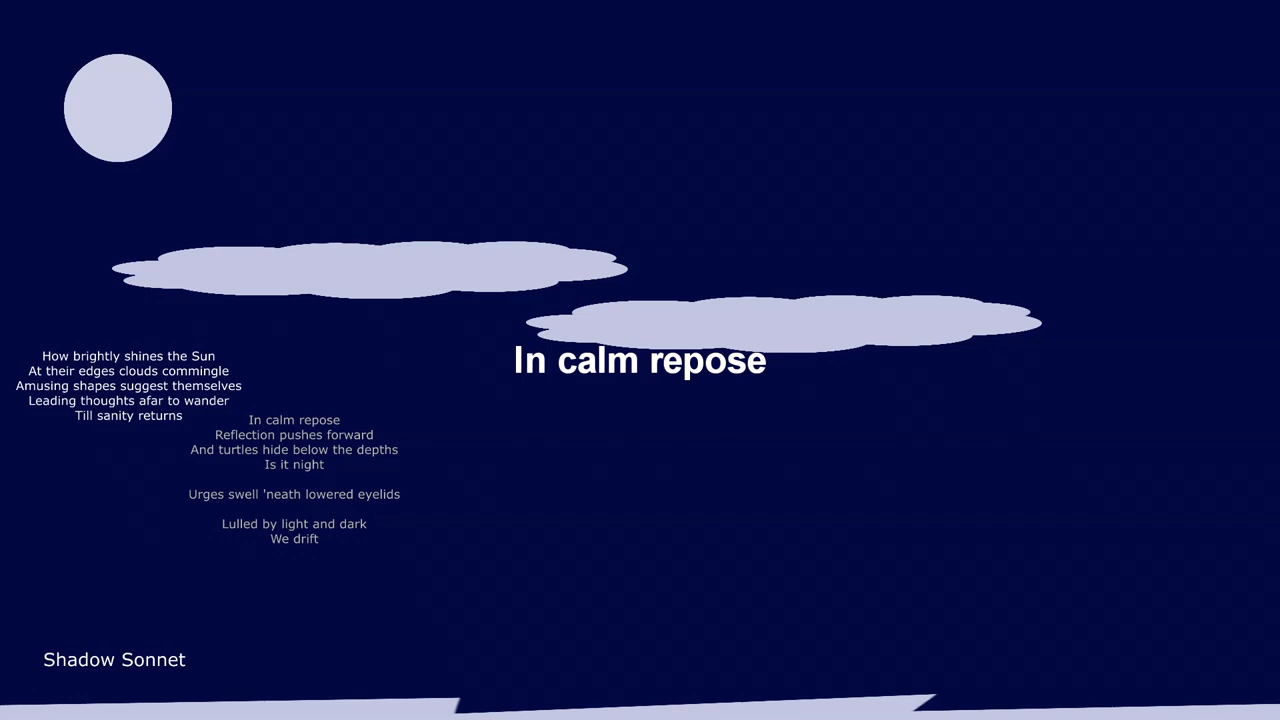 How brightly shines the Sun
At their edges clouds commingle
Amusing shapes suggest themselves
Leading thoughts afar to wander
Till sanity returns
In calm repose
In calm repose
Reflection pushes forward
And turtles hide below the depths
Is it night
Urges swell 'neath lowered eyelids
Lulled by light and dark
We drift
Shadow Sonnet